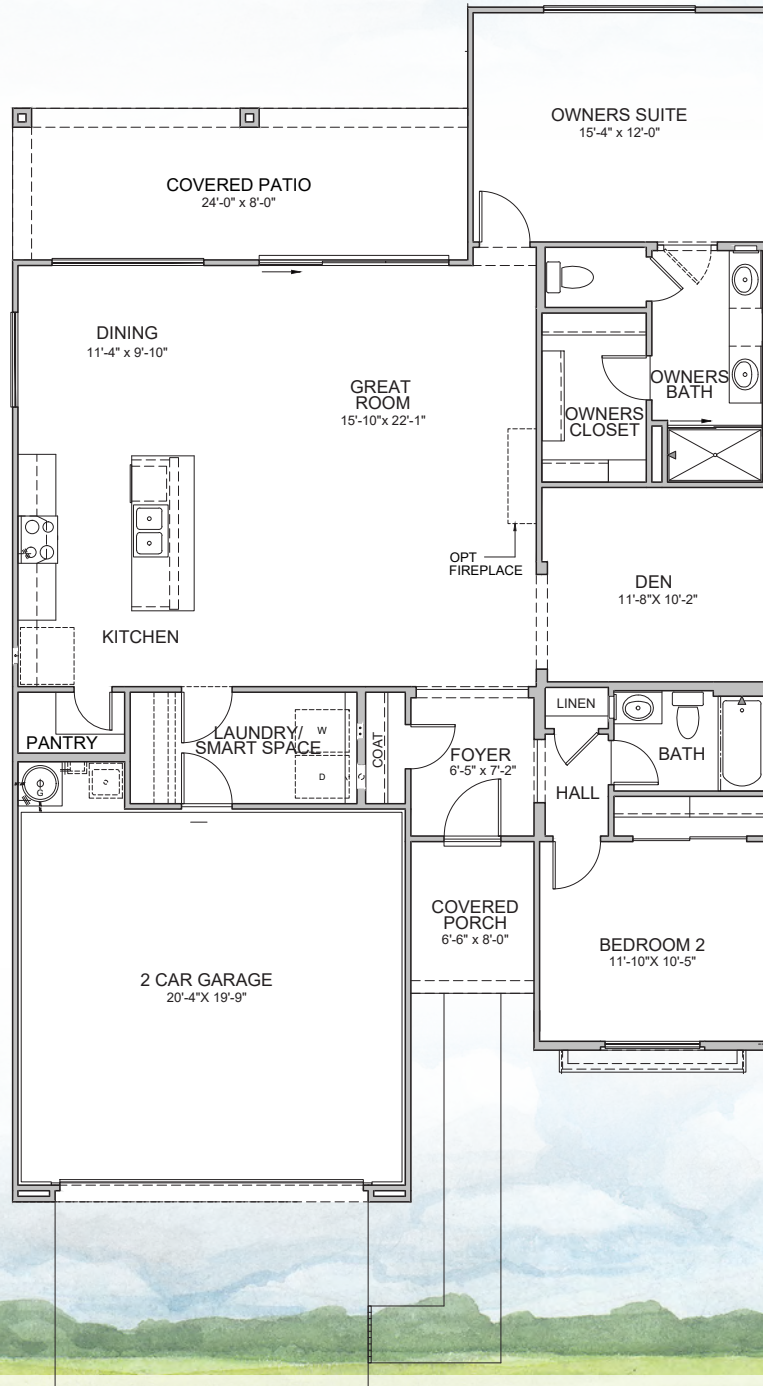 OWNERS SUITE
15'-4" x 12'-0"
COVERED PATIO
24'-0" x 8'-0"
DINING
11'-4" x 9'-10"
GREAT
ROOM
15'-10"x 22'-1"
OWNERS
BATH
OWNERS
CLOSET
OPT
FIREPLACE
DEN
11'-8"X 10'-2"
KITCHEN
PANTRY
LAUNDRY/
SMART SPACE
W
D
COAT
FOYER
6'-5" x 7'-2"
LINEN
BATH
HALL
G
COVERED
PORCH
6'-6" x 8'-0"
BEDROOM 2
11'-10"X 10'-5"
2 CAR GARAGE
20'-4"X 19'-9"